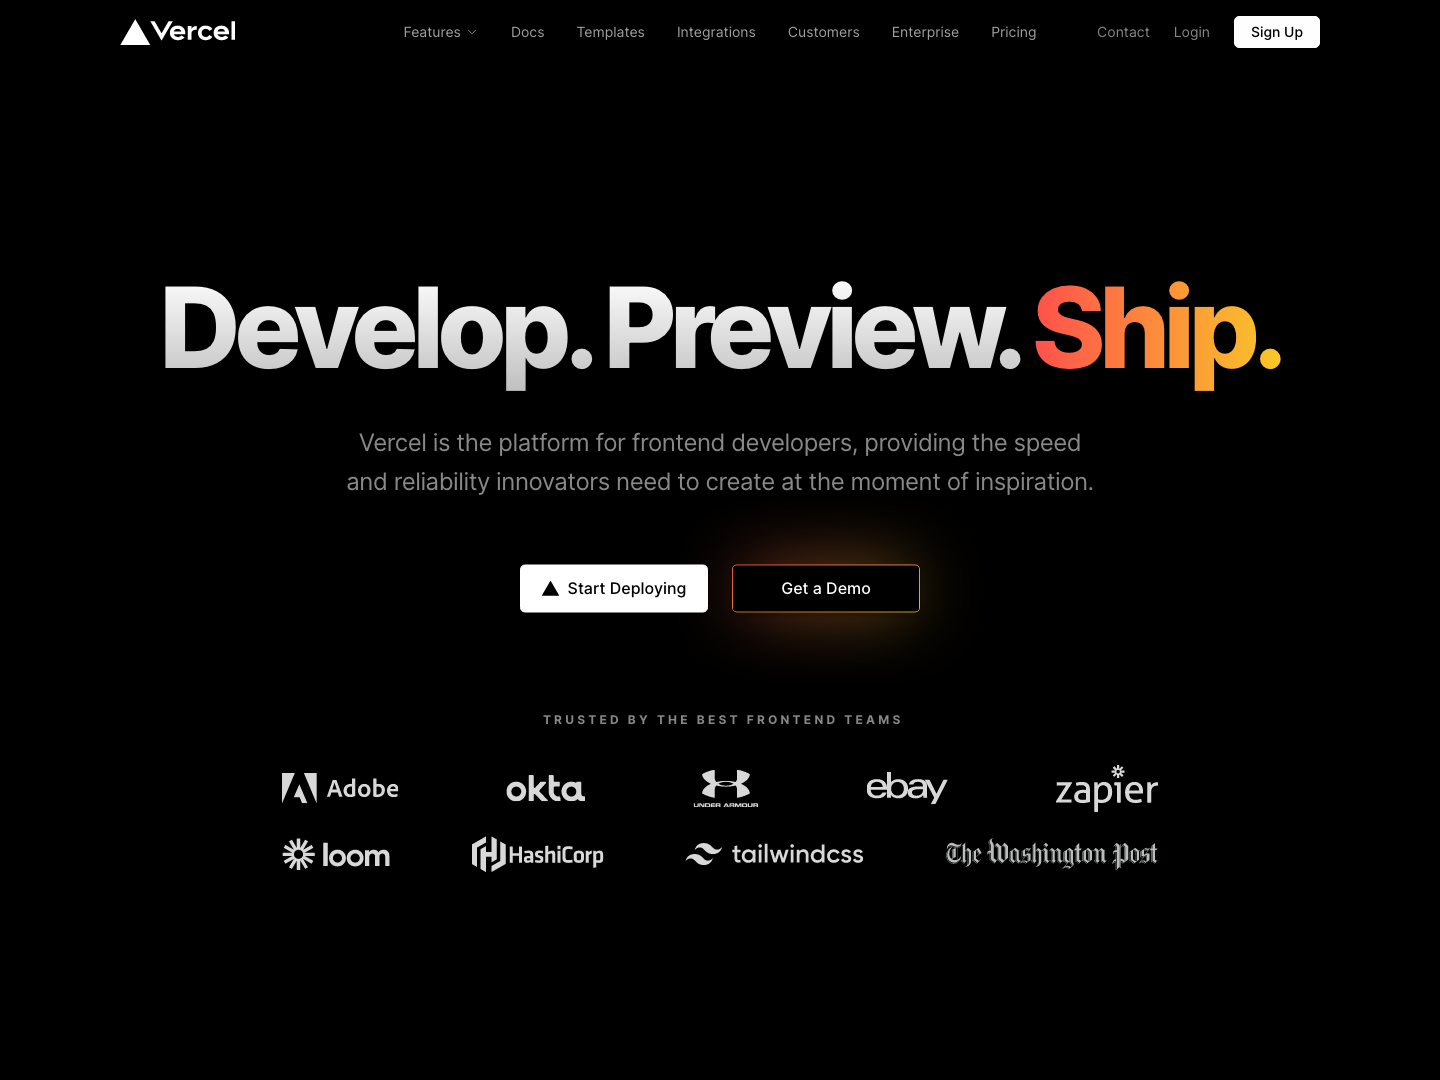 Vercel
Features Docs Templates Integrations Customers Enterprise Pricing Contact Login Sign Up
Develop. Preview. Ship.
Vercel is the platform for frontend developers, providing the speed
and reliability innovators need to create at the moment of inspiration.
Start Deploying Get a Demo
TRUSTED BY THE BEST FRONTEND TEAMS
Adobe okta UNDER ARMOUR ebay zapier
loom HashiCorp tailwindcss The Washington Post